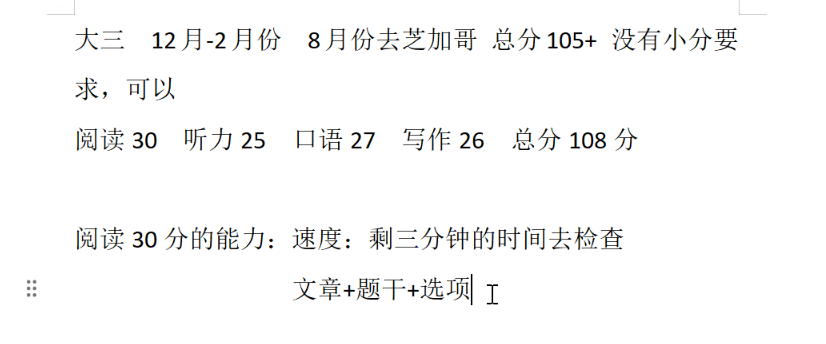 大三 12月-2月份 8月份去芝加哥 总分105+ 没有小分要
求，可以
阅读30 听力25 口语27 写作26 总分108分
阅读30分的能力：速度：剩三分钟的时间去检查
文章+题干+选项